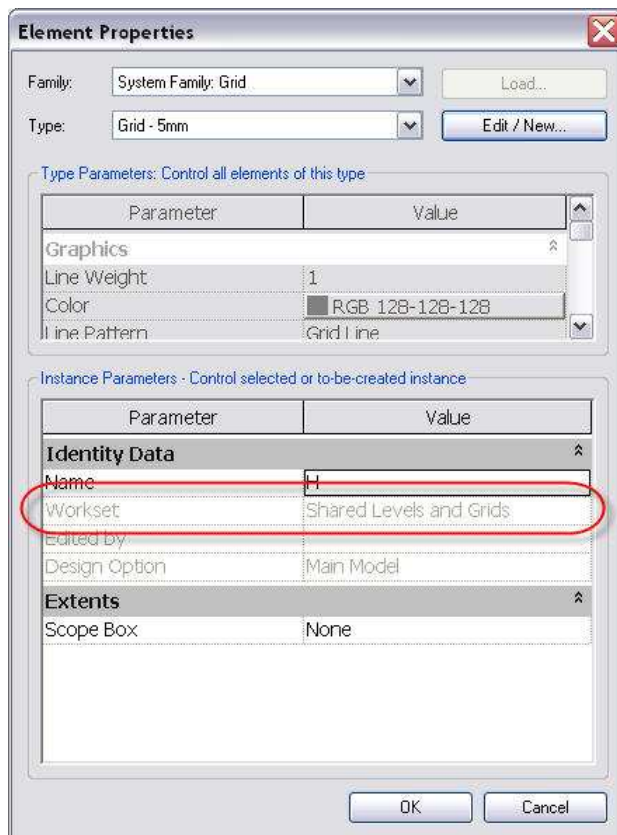 Element Properties
Family: System Family: Grid Load...
Type: Grid - 5mm Edit / New...
Type Parameters: Control all elements of this type
Parameter Value
Graphics
Line Weight 1
Color RGB 128-128-128
Line Pattern Grid Line
Instance Parameters - Control selected or to-be-created instance
Parameter Value
Identity Data
Name H
Workset Shared Levels and Grids
Edited by
Design Option Main Model
Extents
Scope Box None
OK Cancel